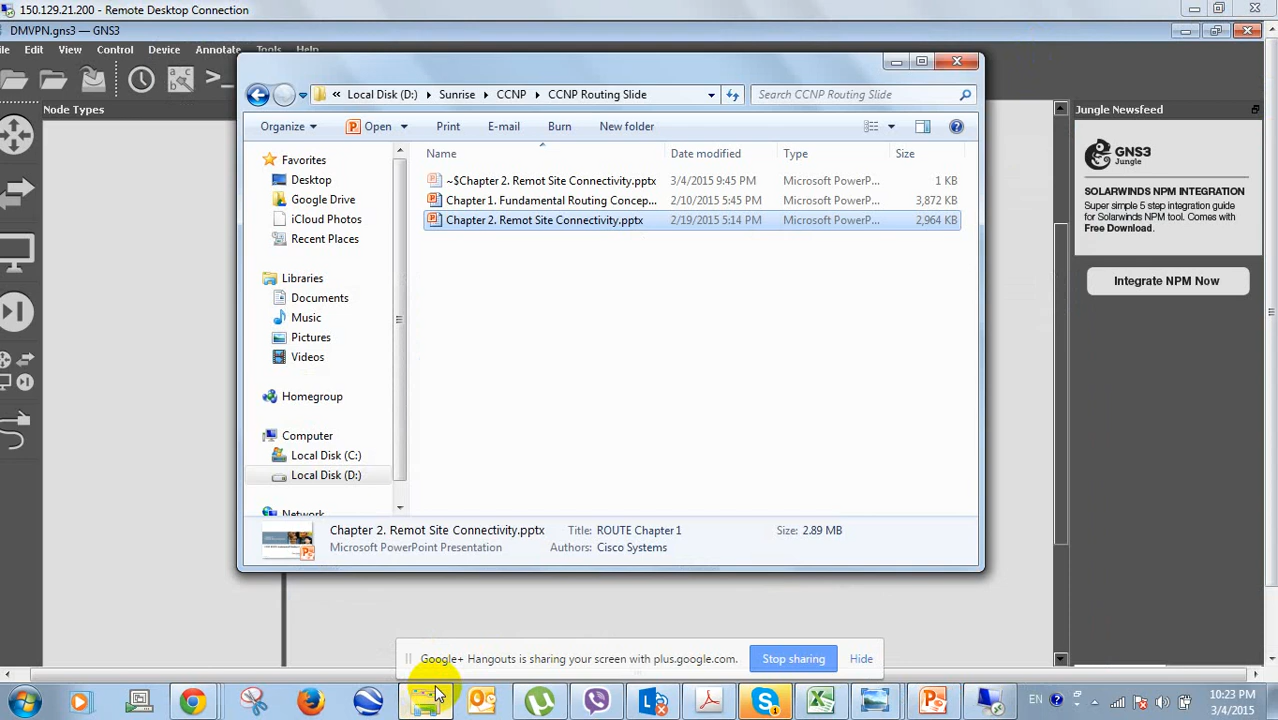 150.129.21.200 - Remote Desktop Connection
DMVPN.gns3 — GNS3
ile Edit View Control Device Annotate Tools Help
Node Types
Local Disk (D:) Sunrise CCNP CCNP Routing Slide
Search CCNP Routing Slide
Organize Open Print E-mail Burn New folder
Name Date modified Type Size
~$Chapter 2. Remot Site Connectivity.pptx 3/4/2015 9:45 PM Microsoft PowerP... 1 KB
Chapter 1. Fundamental Routing Concep... 2/10/2015 5:45 PM Microsoft PowerP... 3,872 KB
Chapter 2. Remot Site Connectivity.pptx 2/19/2015 5:14 PM Microsoft PowerP... 2,964 KB
Favorites
Desktop
Google Drive
iCloud Photos
Recent Places
Libraries
Documents
Music
Pictures
Videos
Homegroup
Computer
Local Disk (C:)
Local Disk (D:)
Network
Chapter 2. Remot Site Connectivity.pptx Title: ROUTE Chapter1 Size: 2.89 MB
Microsoft PowerPoint Presentation Authors: Cisco Systems
Jungle Newsfeed
GNS3
Jungle
SOLARWINDS NPM INTEGRATION
Super simple 5 step integration guide
for Solarwinds NPM tool. Comes with
Free Download.
Integrate NPM Now
Google+ Hangouts is sharing your screen with plus.google.com. Stop sharing Hide
EN 10:23 PM
3/4/2015